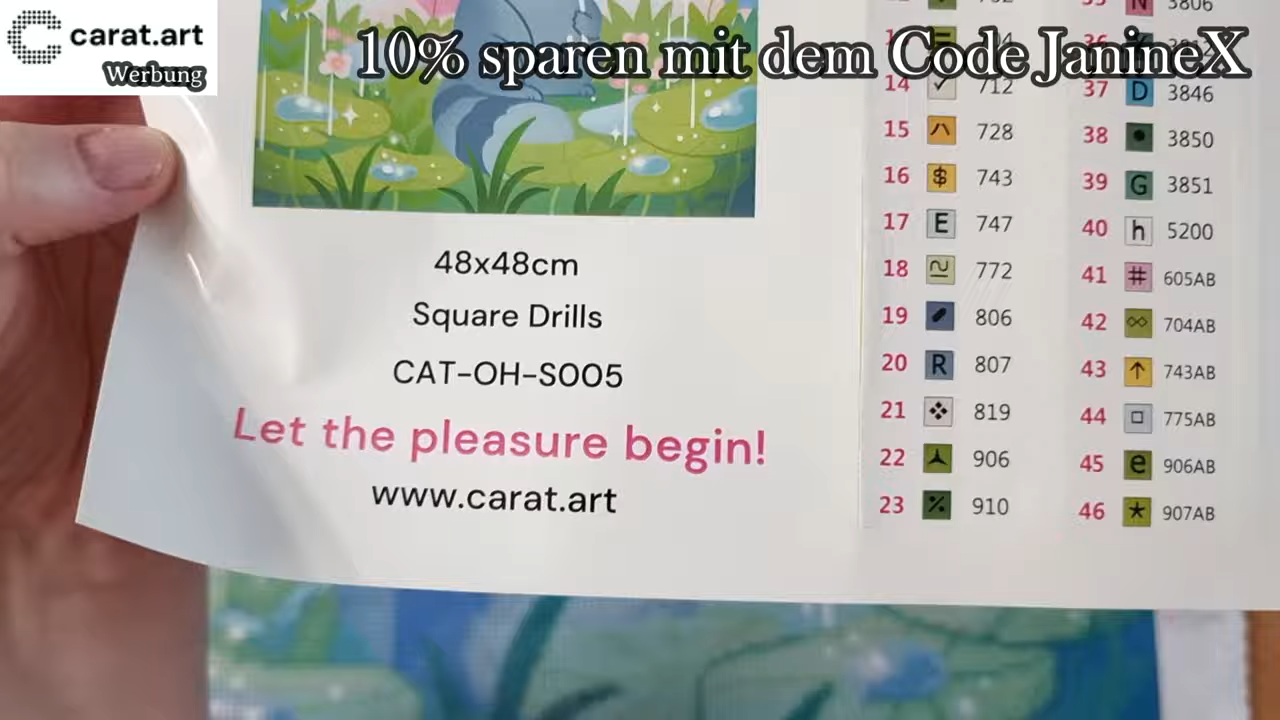 carat.art
Werbung
10% sparen mit dem Code JanineX
48x48cm
Square Drills
CAT-OH-S005
Let the pleasure begin!
www.carat.art
14 712
15 728
16 $ 743
17 E 747
18 772
19 806
20 R 807
21 819
22 906
23 % 910
N 3806
36
37 D 3846
38 3850
39 G 3851
40 h 5200
41 # 605AB
42 704AB
43 ↑ 743AB
44 775AB
45 e 906AB
46 ★ 907AB